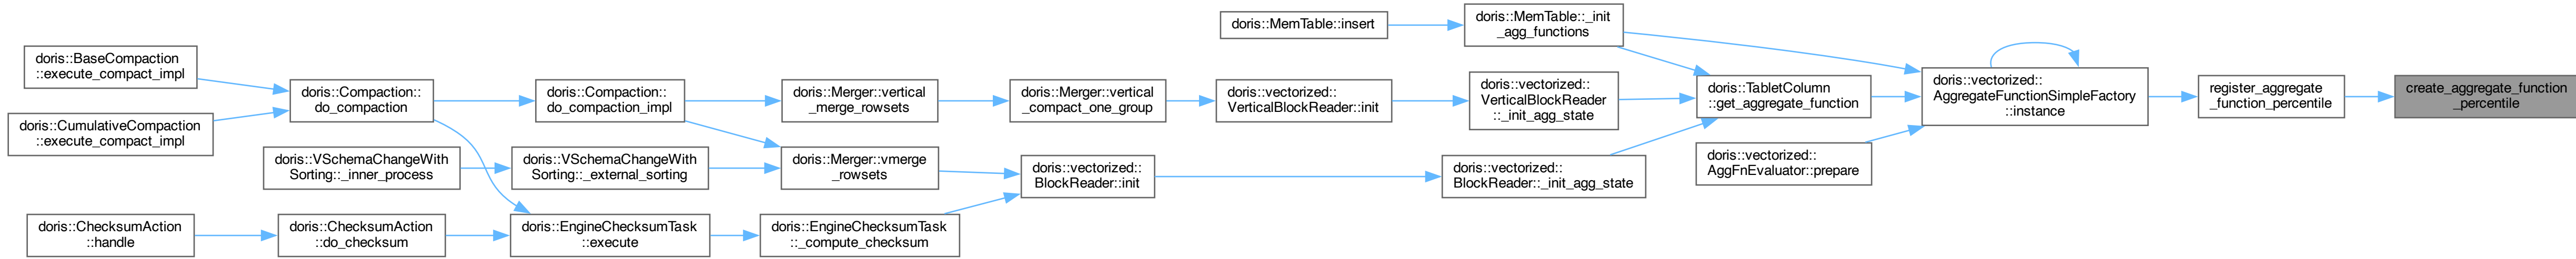 doris::BaseCompaction
::execute_compact_impl
doris::CumulativeCompaction
::execute_compact_impl
doris::Compaction::
do_compaction
doris::VSchemaChangeWith
Sorting::_inner_process
doris::ChecksumAction
::handle
doris::ChecksumAction
::do_checksum
doris::Compaction::
do_compaction_impl
doris::VSchemaChangeWith
Sorting::_external_sorting
doris::EngineChecksumTask
::execute
doris::Merger::vertical
_merge_rowsets
doris::Merger::vmerge
_rowsets
doris::EngineChecksumTask
::_compute_checksum
doris::Merger::vertical
_compact_one_group
doris::vectorized::
BlockReader::init
doris::MemTable::insert
doris::vectorized::
VerticalBlockReader::init
doris::MemTable::_init
_agg_functions
doris::vectorized::
VerticalBlockReader
::_init_agg_state
doris::vectorized::
BlockReader::_init_agg_state
doris::TabletColumn
::get_aggregate_function
doris::vectorized::
AggFnEvaluator::prepare
doris::vectorized::
AggregateFunctionSimpleFactory
::instance
register_aggregate
_function_percentile
create_aggregate_function
_percentile